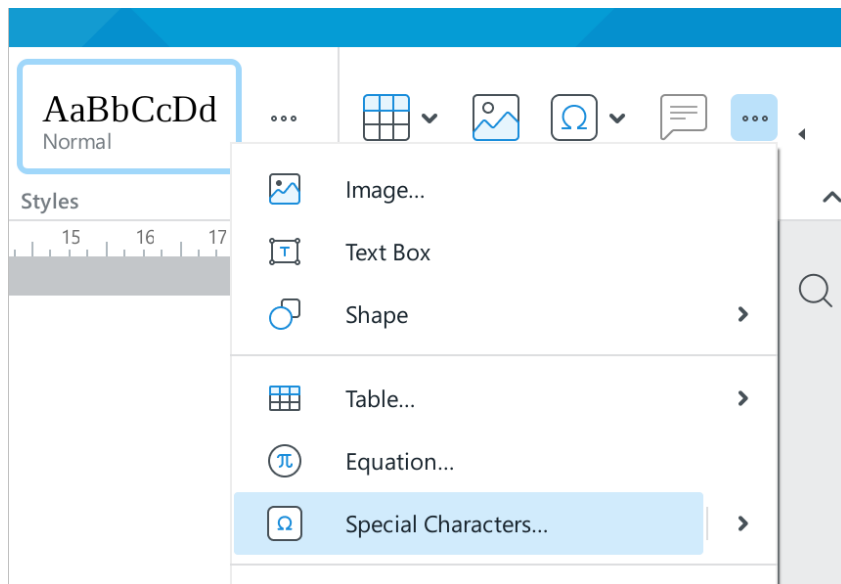 AaBbCcDd
Normal
Styles
15 16 17
Image...
Text Box
Shape
Table...
Equation...
Special Characters...